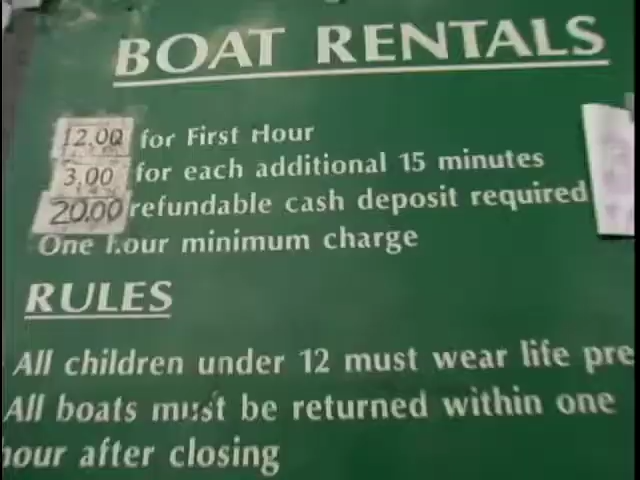 BOAT RENTALS
12.00 for First Hour
3.00 for each additional 15 minutes
20.00 refundable cash deposit required
One hour minimum charge
RULES
All children under 12 must wear life pre
All boats must be returned within one
hour after closing